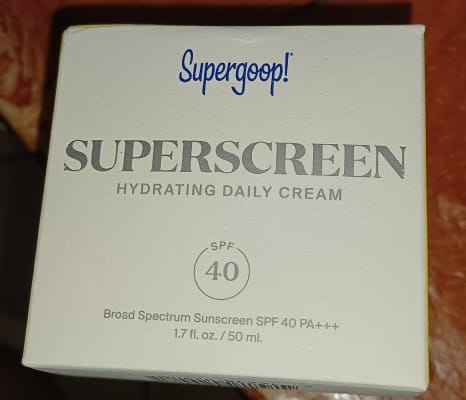 Supergoop!
SUPERSCREEN
HYDRATING DAILY CREAM
SPF
40
Broad Spectrum Sunscreen SPF 40 PA+++
1.7 fl. oz. / 50 ml.